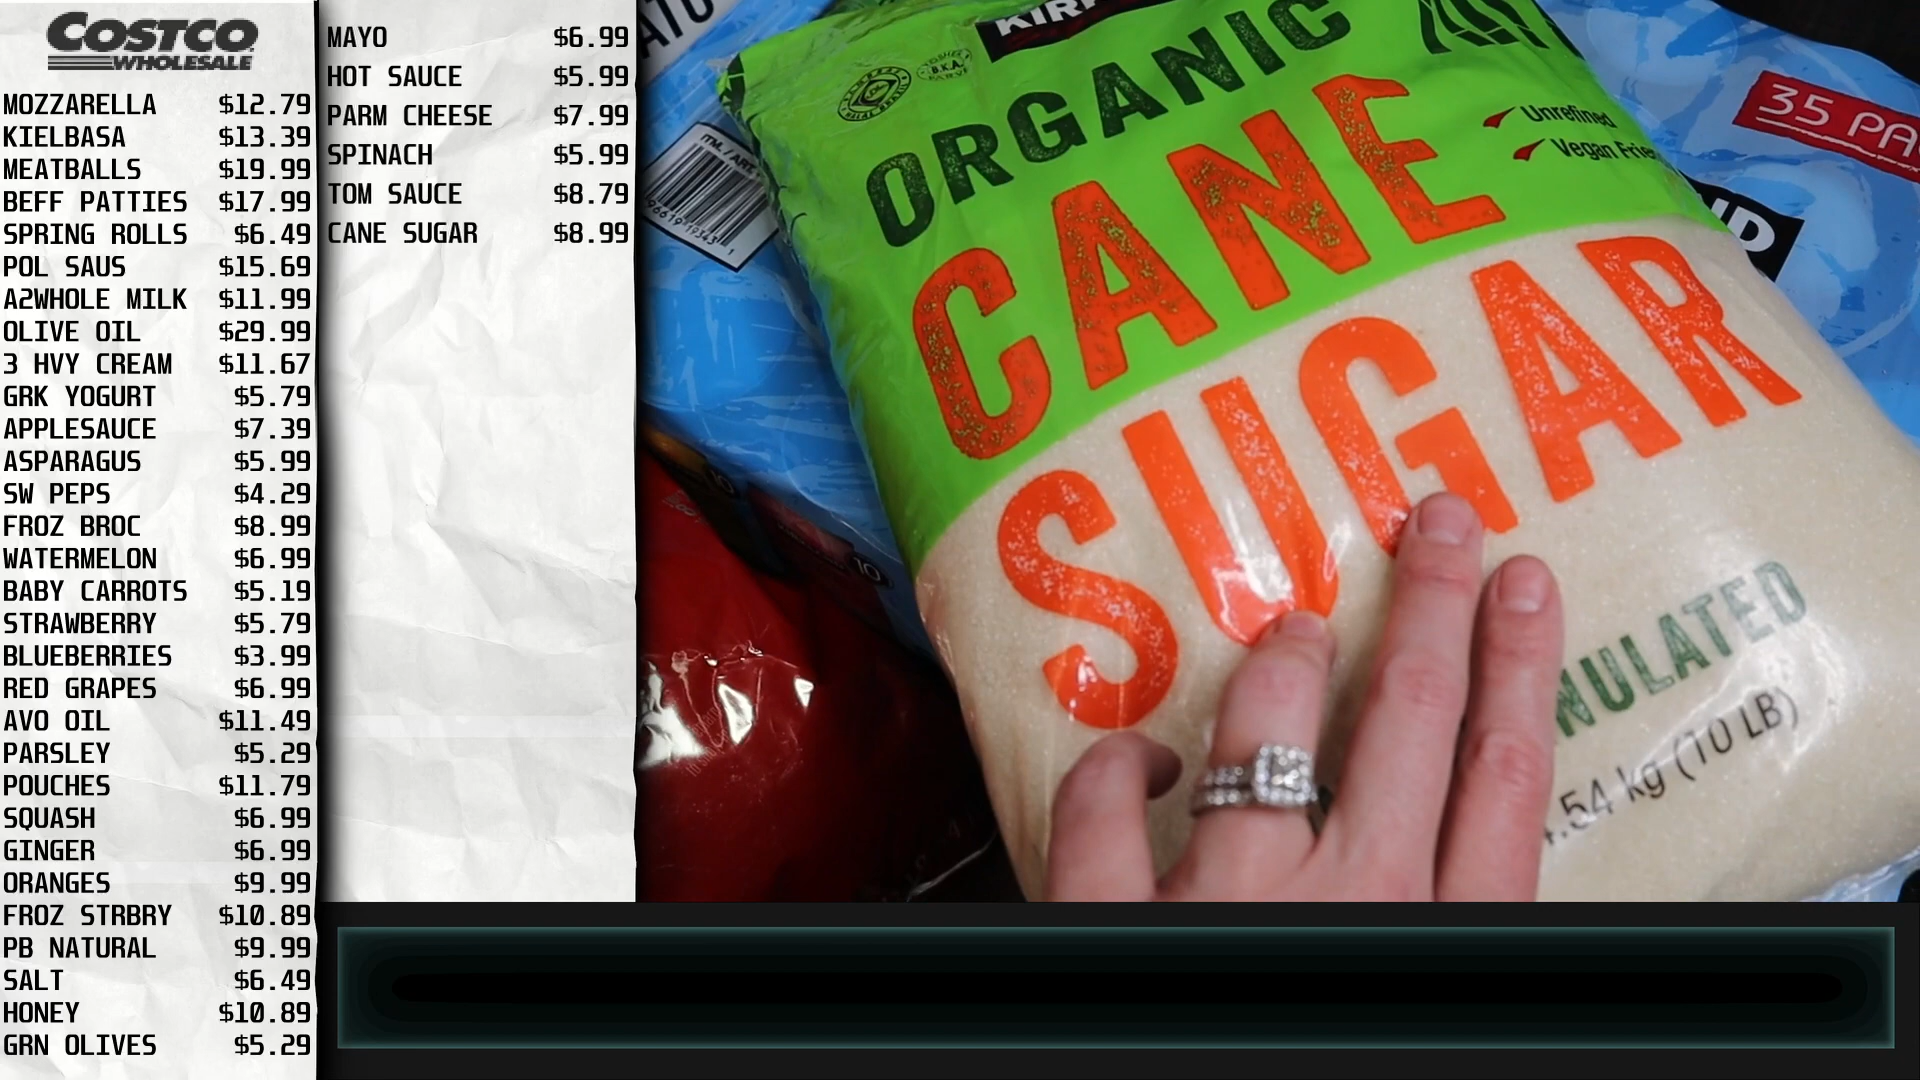 COSTCO
WHOLESALE
MOZZARELLA $12.79
KIELBASA $13.39
MEATBALLS $19.99
BEFF PATTIES $17.99
SPRING ROLLS $6.49
POL SAUS $15.69
A2WHOLE MILK $11.99
OLIVE OIL $29.99
3 HVY CREAM $11.67
GRK YOGURT $5.79
APPLESAUCE $7.39
ASPARAGUS $5.99
SW PEPS $4.29
FROZ BROC $8.99
WATERMELON $6.99
BABY CARROTS $5.19
STRAWBERRY $5.79
BLUEBERRIES $3.99
RED GRAPES $6.99
AVO OIL $11.49
PARSLEY $5.29
POUCHES $11.79
SQUASH $6.99
GINGER $6.99
ORANGES $9.99
FROZ STRBRY $10.89
PB NATURAL $9.99
SALT $6.49
HONEY $10.89
GRN OLIVES $5.29
MAYO $6.99
HOT SAUCE $5.99
PARM CHEESE $7.99
SPINACH $5.99
TOM SAUCE $8.79
CANE SUGAR $8.99
ORGANIC
CANE
SUGAR
Unrefined
Vegan
B.K.A.
ITM. / ART.
35
10
(10 LB)